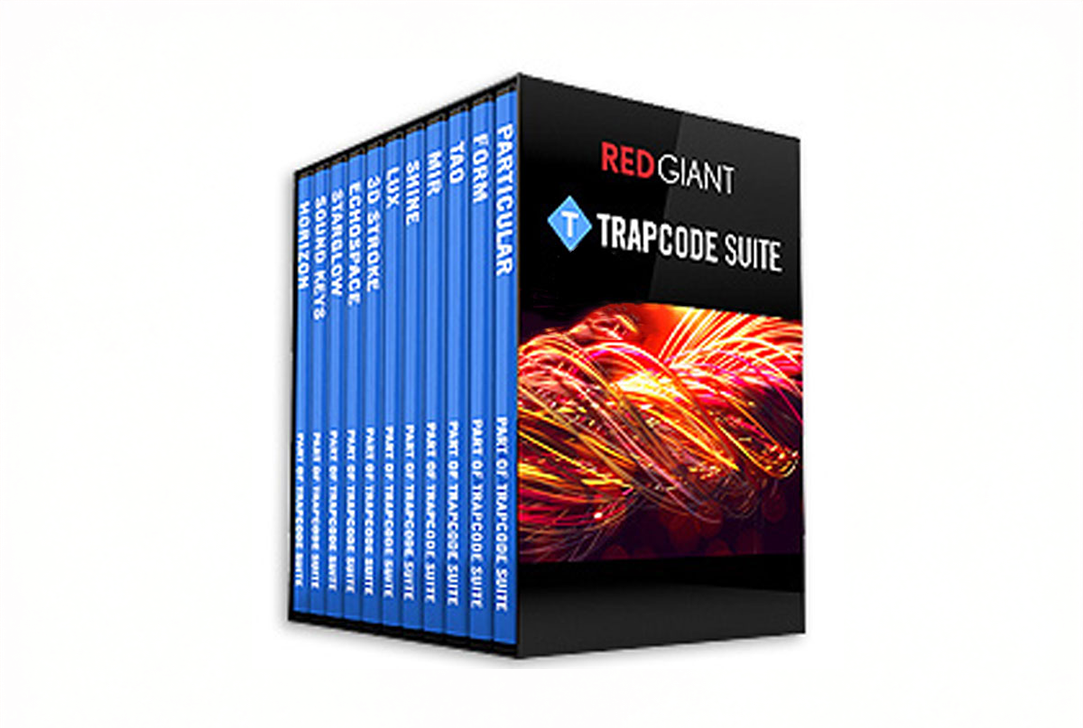 REDGIANT
T TRAPCODE SUITE
HORIZON
SOUND KEYS
STARGLOW
ECHOSPACE
3D STROKE
LUX
SHINE
MIR
TAO
FORM
PARTICULAR
PART OF TRAPCODE SUITE
PART OF TRAPCODE SUITE
PART OF TRAPCODE SUITE
PART OF TRAPCODE SUITE
PART OF TRAPCODE SUITE
PART OF TRAPCODE SUITE
PART OF TRAPCODE SUITE
PART OF TRAPCODE SUITE
PART OF TRAPCODE SUITE
PART OF TRAPCODE SUITE
PART OF TRAPCODE SUITE